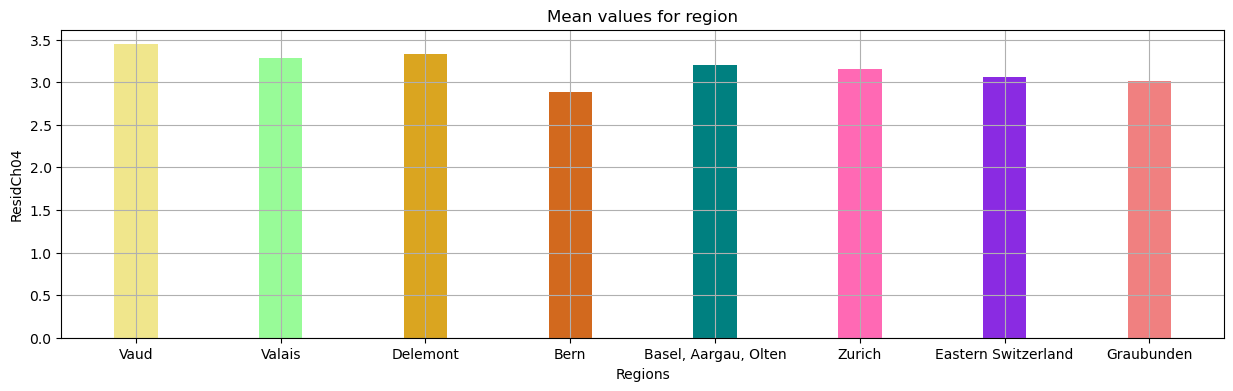 Mean values for region
3.5
3.0
2.5
2.0
1.5
1.0
0.5
0.0
ResidCh04
Vaud Valais Delemont Bern Basel, Aargau, Olten Zurich Eastern Switzerland Graubunden
Regions